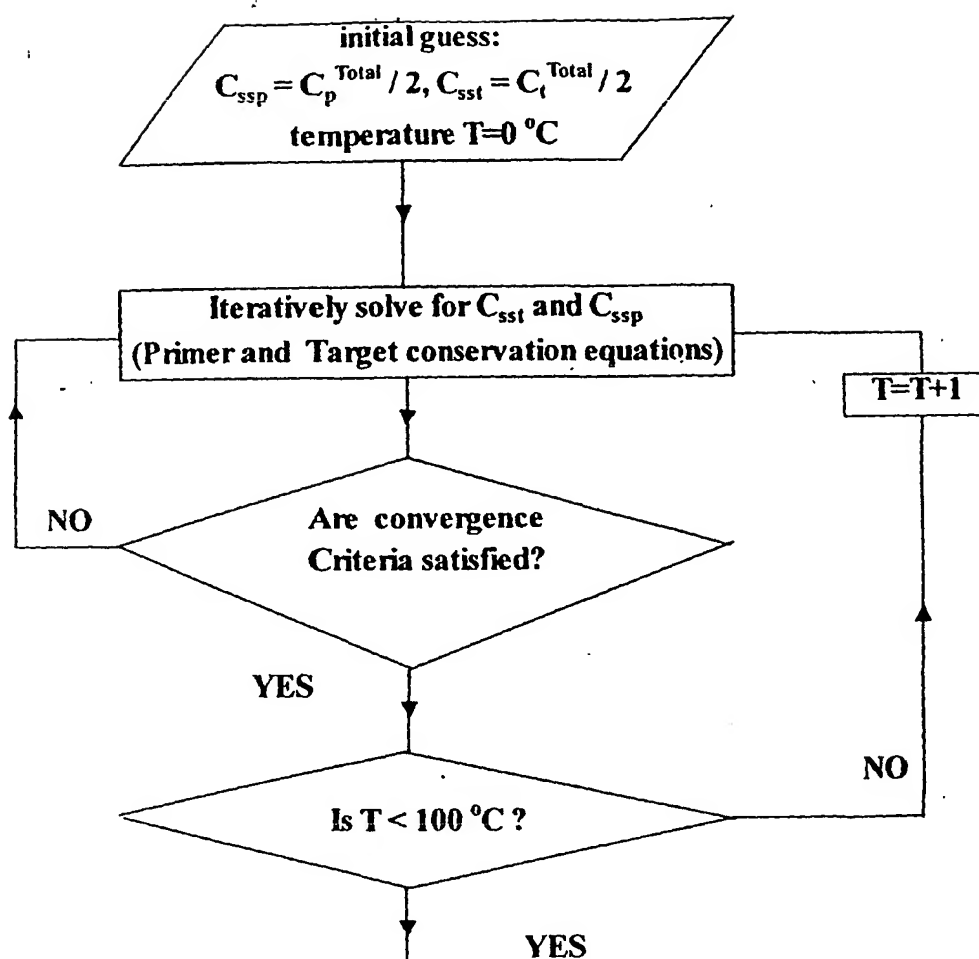 initial guess:
C_ssp = C_p^Total / 2, C_sst = C_t^Total / 2
temperature T=0 °C
Iteratively solve for C_sst and C_ssp
(Primer and Target conservation equations)
T=T+1
NO
Are convergence
Criteria satisfied?
YES
NO
Is T < 100 °C ?
YES